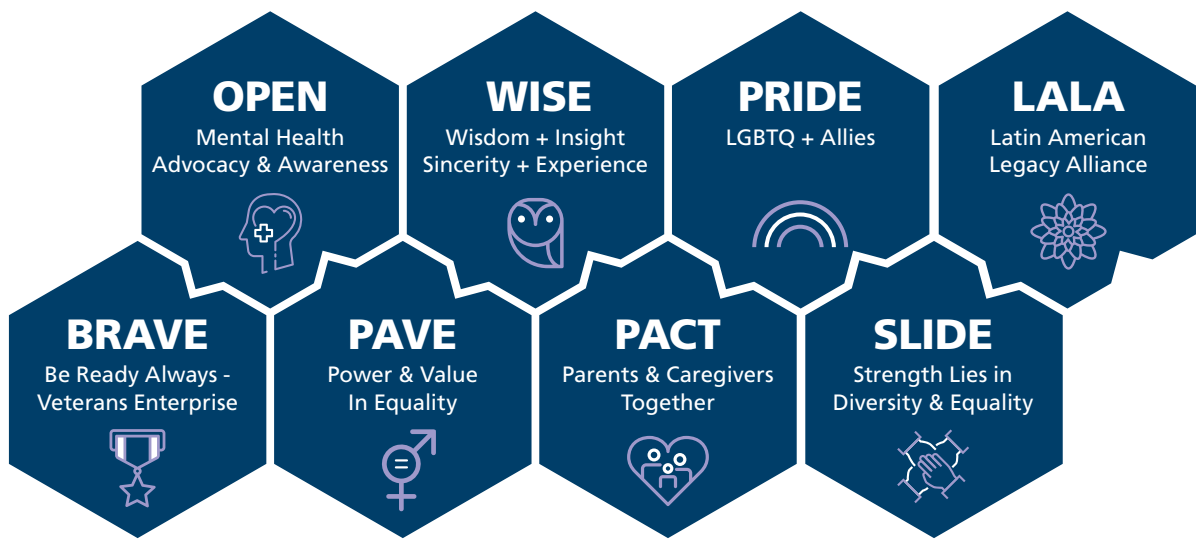 OPEN
Mental Health
Advocacy & Awareness
WISE
Wisdom + Insight
Sincerity + Experience
PRIDE
LGBTQ + Allies
LALA
Latin American
Legacy Alliance
BRAVE
Be Ready Always -
Veterans Enterprise
PAVE
Power & Value
In Equality
PACT
Parents & Caregivers
Together
SLIDE
Strength Lies in
Diversity & Equality